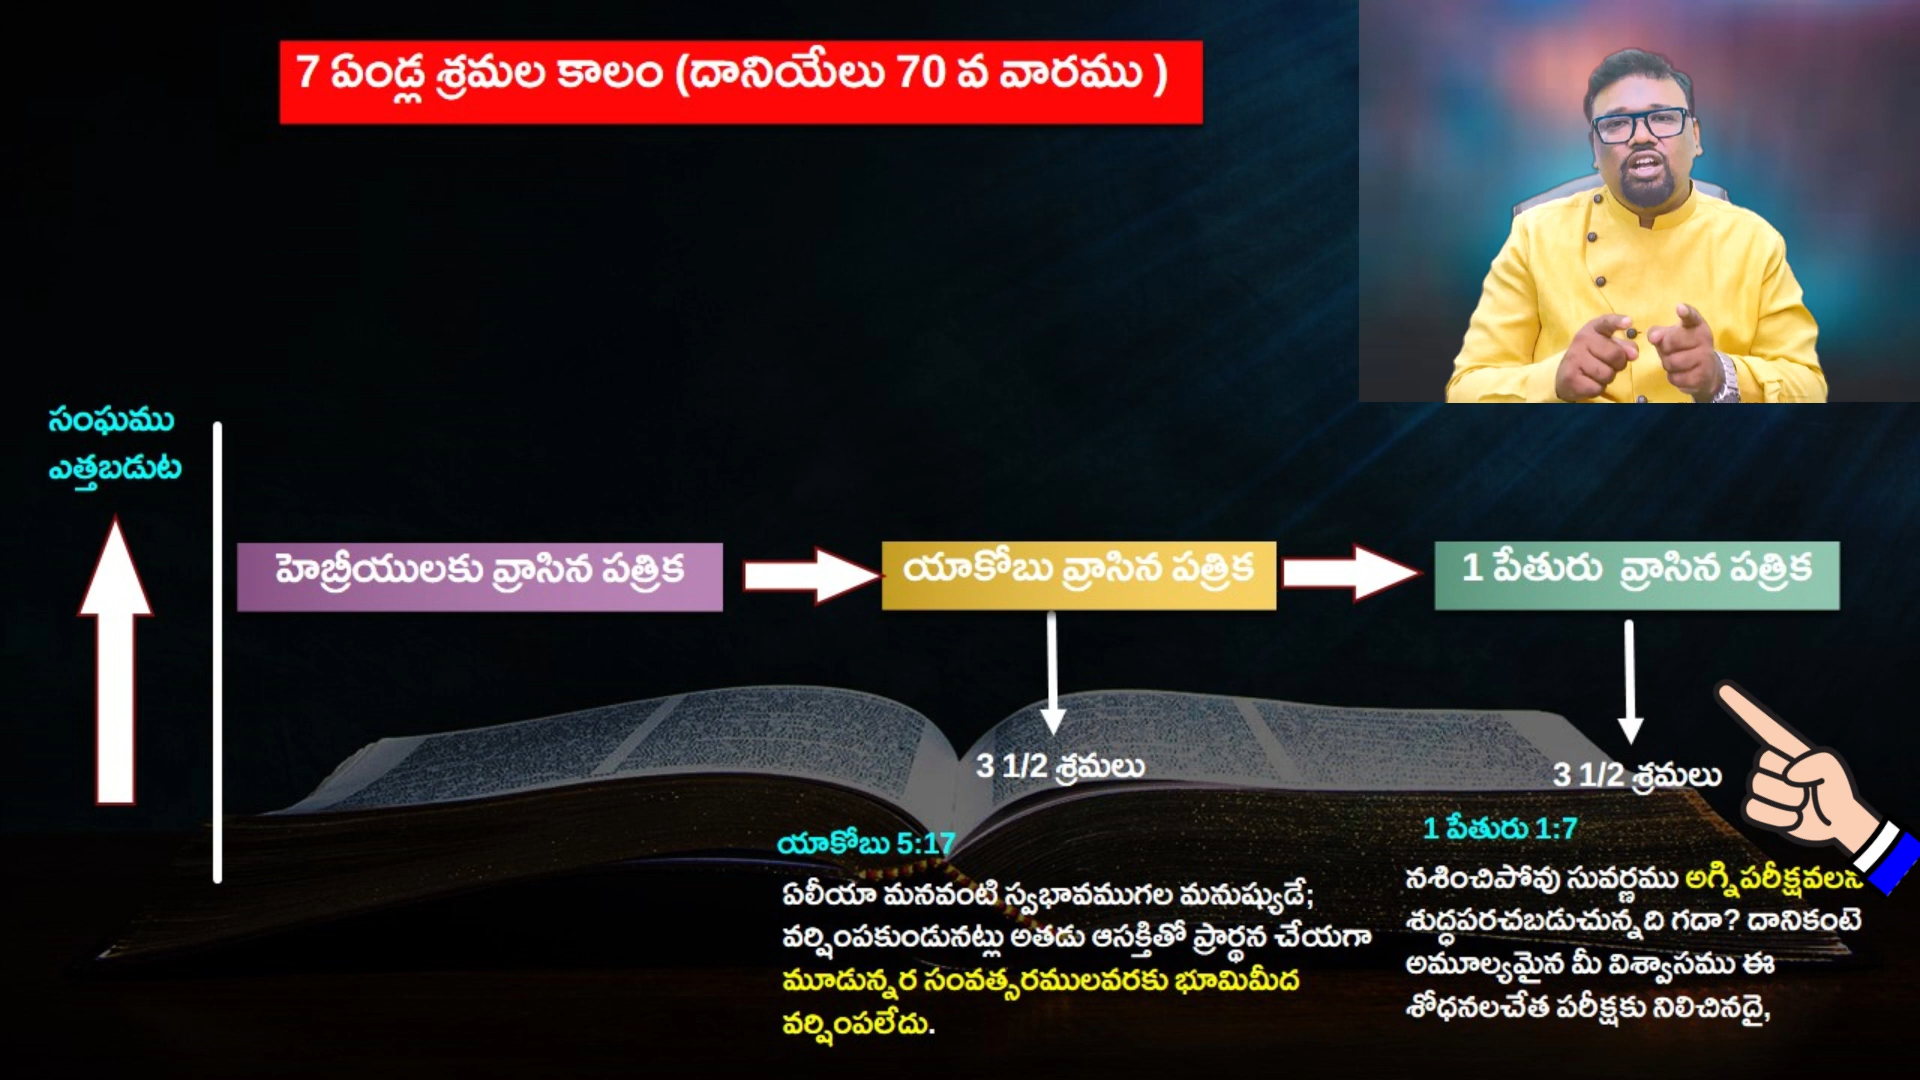 7 ఏండ్ల శ్రమల కాలం (దానియేలు 70 వ వారము )
సంఘము
ఎత్తబడుట
హెబ్రీయులకు వ్రాసిన పత్రిక
యాకోబు వ్రాసిన పత్రిక
1 పేతురు వ్రాసిన పత్రిక
3 1/2 శ్రమలు
యాకోబు 5:17
ఏలీయా మనవంటి స్వభావముగల మనుష్యుడే;
వర్షింపకుండునట్లు అతడు ఆసక్తితో ప్రార్థన చేయగా
మూడున్నర సంవత్సరములవరకు భూమిమీద
వర్షింపలేదు.
3 1/2 శ్రమలు
1 పేతురు 1:7
నశించిపోవు సువర్ణము అగ్నిపరీక్షవలన
శుద్ధపరచబడుచున్నది గదా? దానికంటె
అమూల్యమైన మీ విశ్వాసము ఈ
శోధనలచేత పరీక్షకు నిలిచినదై,